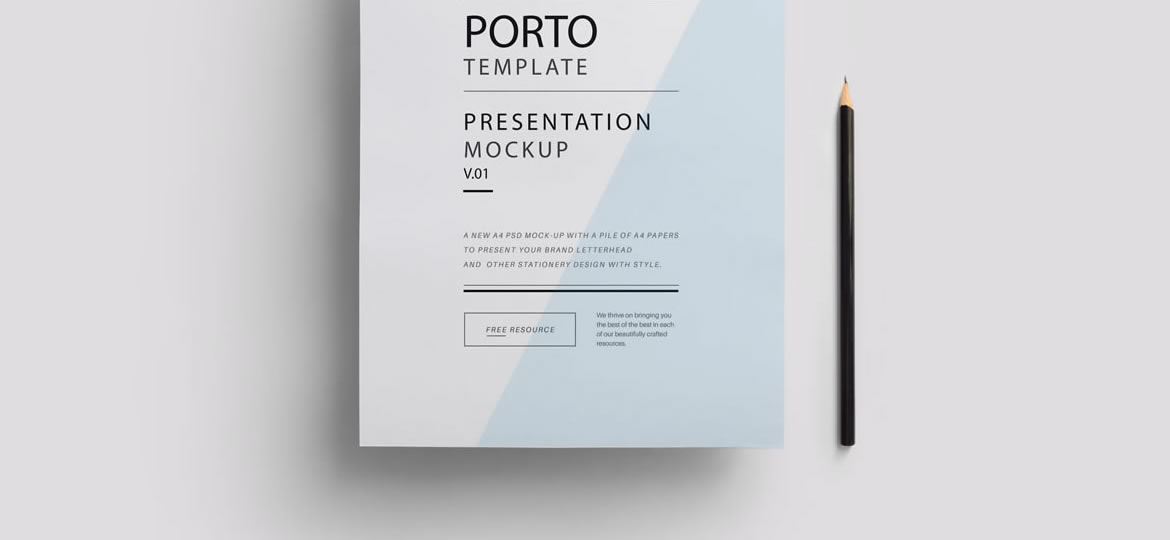 PORTO
TEMPLATE
PRESENTATION
MOCKUP
V.01
A NEW A4 PSD MOCK-UP WITH A PILE OF A4 PAPERS
TO PRESENT YOUR BRAND LETTERHEAD
AND OTHER STATIONERY DESIGN WITH STYLE.
FREE RESOURCE
We thrive on bringing you
the best of the best in each
of our beautifully crafted
resources.